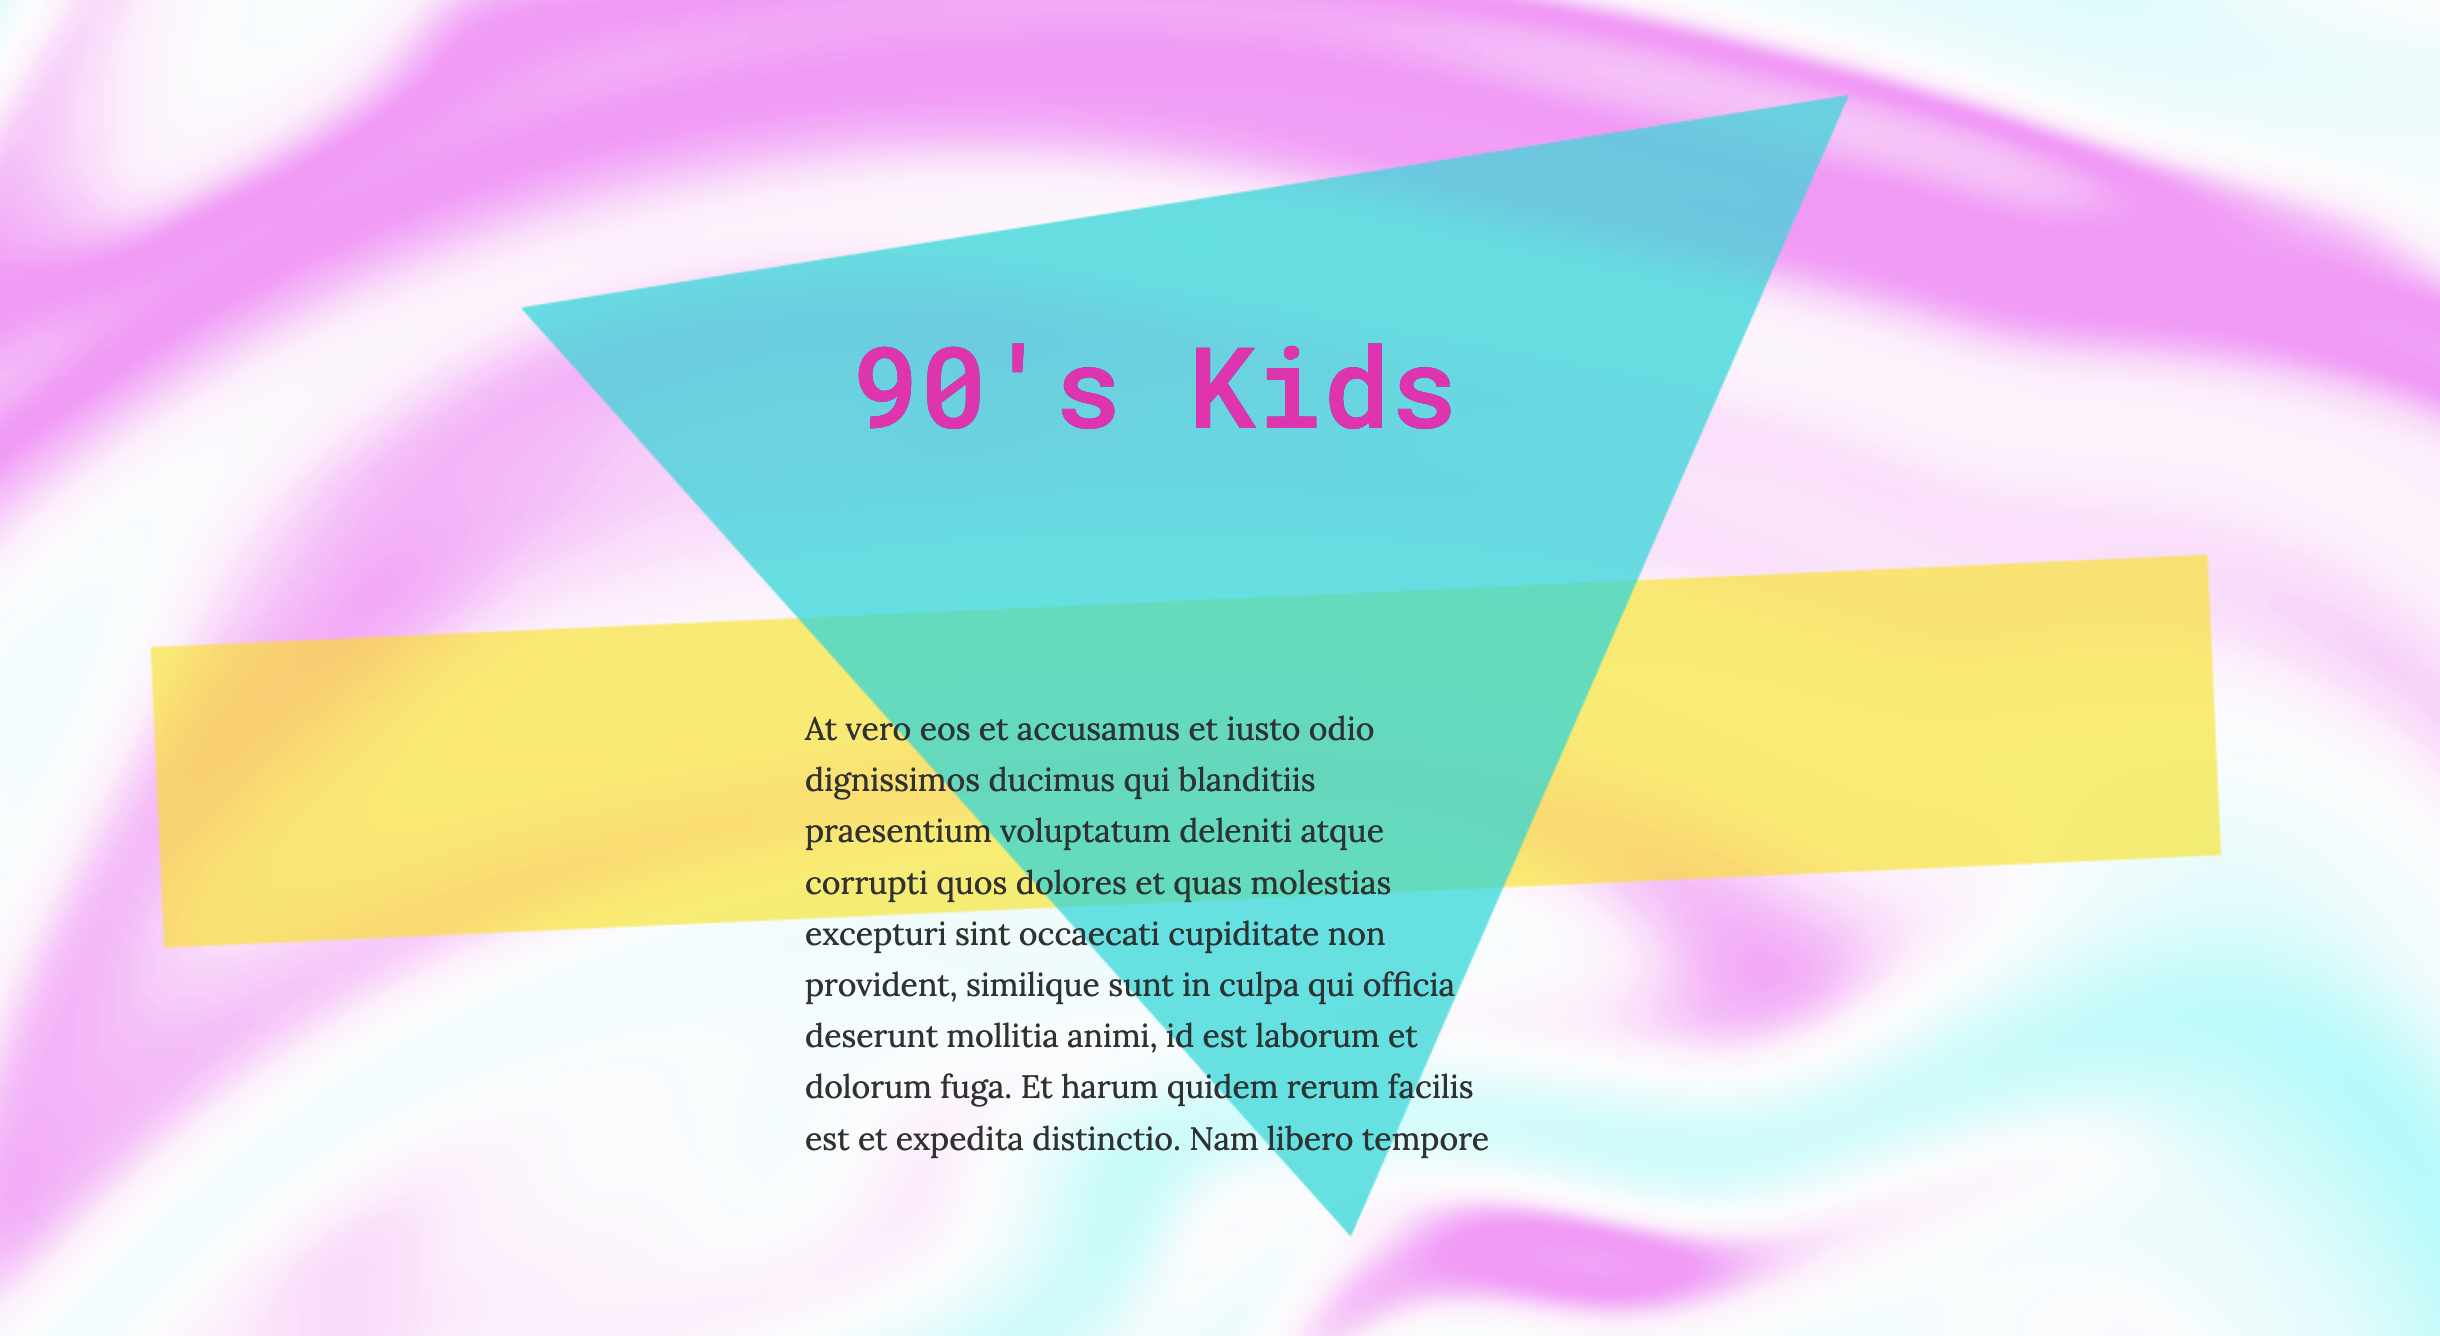 90's Kids
At vero eos et accusamus et iusto odio
dignissimos ducimus qui blanditiis
praesentium voluptatum deleniti atque
corrupti quos dolores et quas molestias
excepturi sint occaecati cupiditate non
provident, similique sunt in culpa qui officia
deserunt mollitia animi, id est laborum et
dolorum fuga. Et harum quidem rerum facilis
est et expedita distinctio. Nam libero tempore